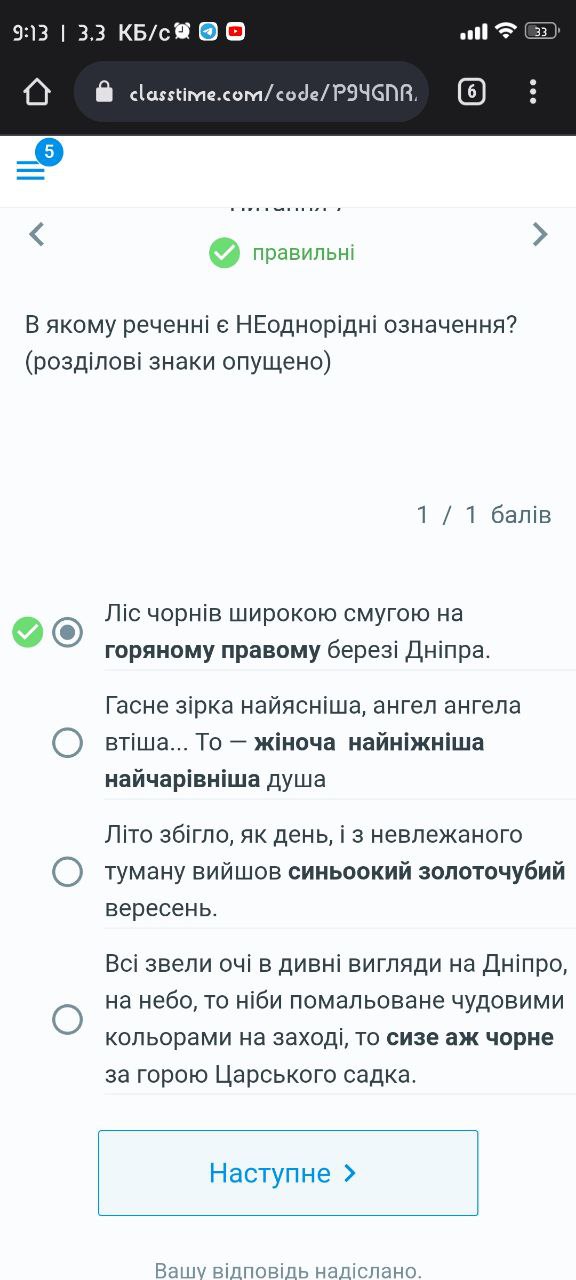 9:13 | 3,3 КБ/с 33
classtime.com/code/P94GNR 6
5
правильні
В якому реченні є НЕоднорідні означення?
(розділові знаки опущено)
1 / 1 балів
Ліс чорнів широкою смугою на
горяному правому березі Дніпра.
Гасне зірка найясніша, ангел ангела
втіша... То — жіноча найніжніша
найчарівніша душа
Літо збігло, як день, і з невлежаного
туману вийшов синьоокий золоточубий
вересень.
Всі звели очі в дивні вигляди на Дніпро,
на небо, то ніби помальоване чудовими
кольорами на заході, то сизе аж чорне
за горою Царського садка.
Наступне
Вашу відповідь надіслано.